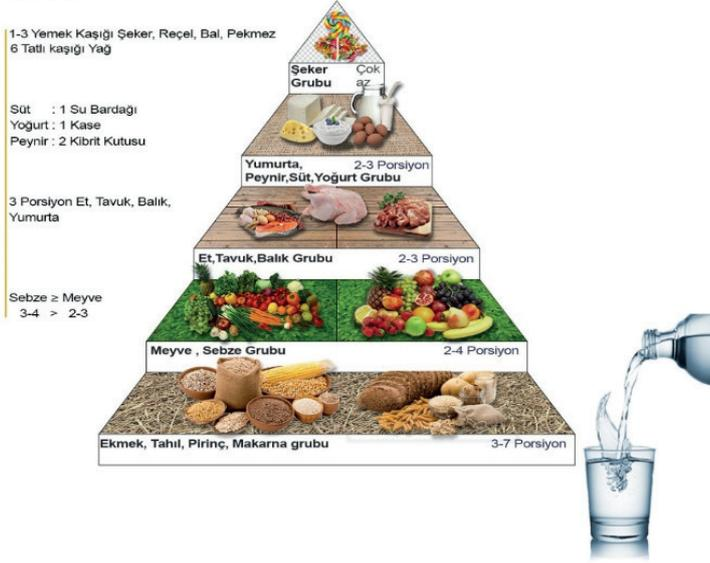 1-3 Yemek Kaşığı Şeker, Reçel, Bal, Pekmez
6 Tatlı kaşığı Yağ
Şeker Grubu Çok az
Süt : 1 Su Bardağı
Yoğurt : 1 Kase
Peynir : 2 Kibrit Kutusu
Yumurta, 2-3 Porsiyon
Peynir,Süt,Yoğurt Grubu
3 Porsiyon Et, Tavuk, Balık,
Yumurta
Et,Tavuk,Balık Grubu 2-3 Porsiyon
Sebze ≥ Meyve
3-4 > 2-3
Meyve , Sebze Grubu 2-4 Porsiyon
Ekmek, Tahıl, Pirinç, Makarna grubu 3-7 Porsiyon